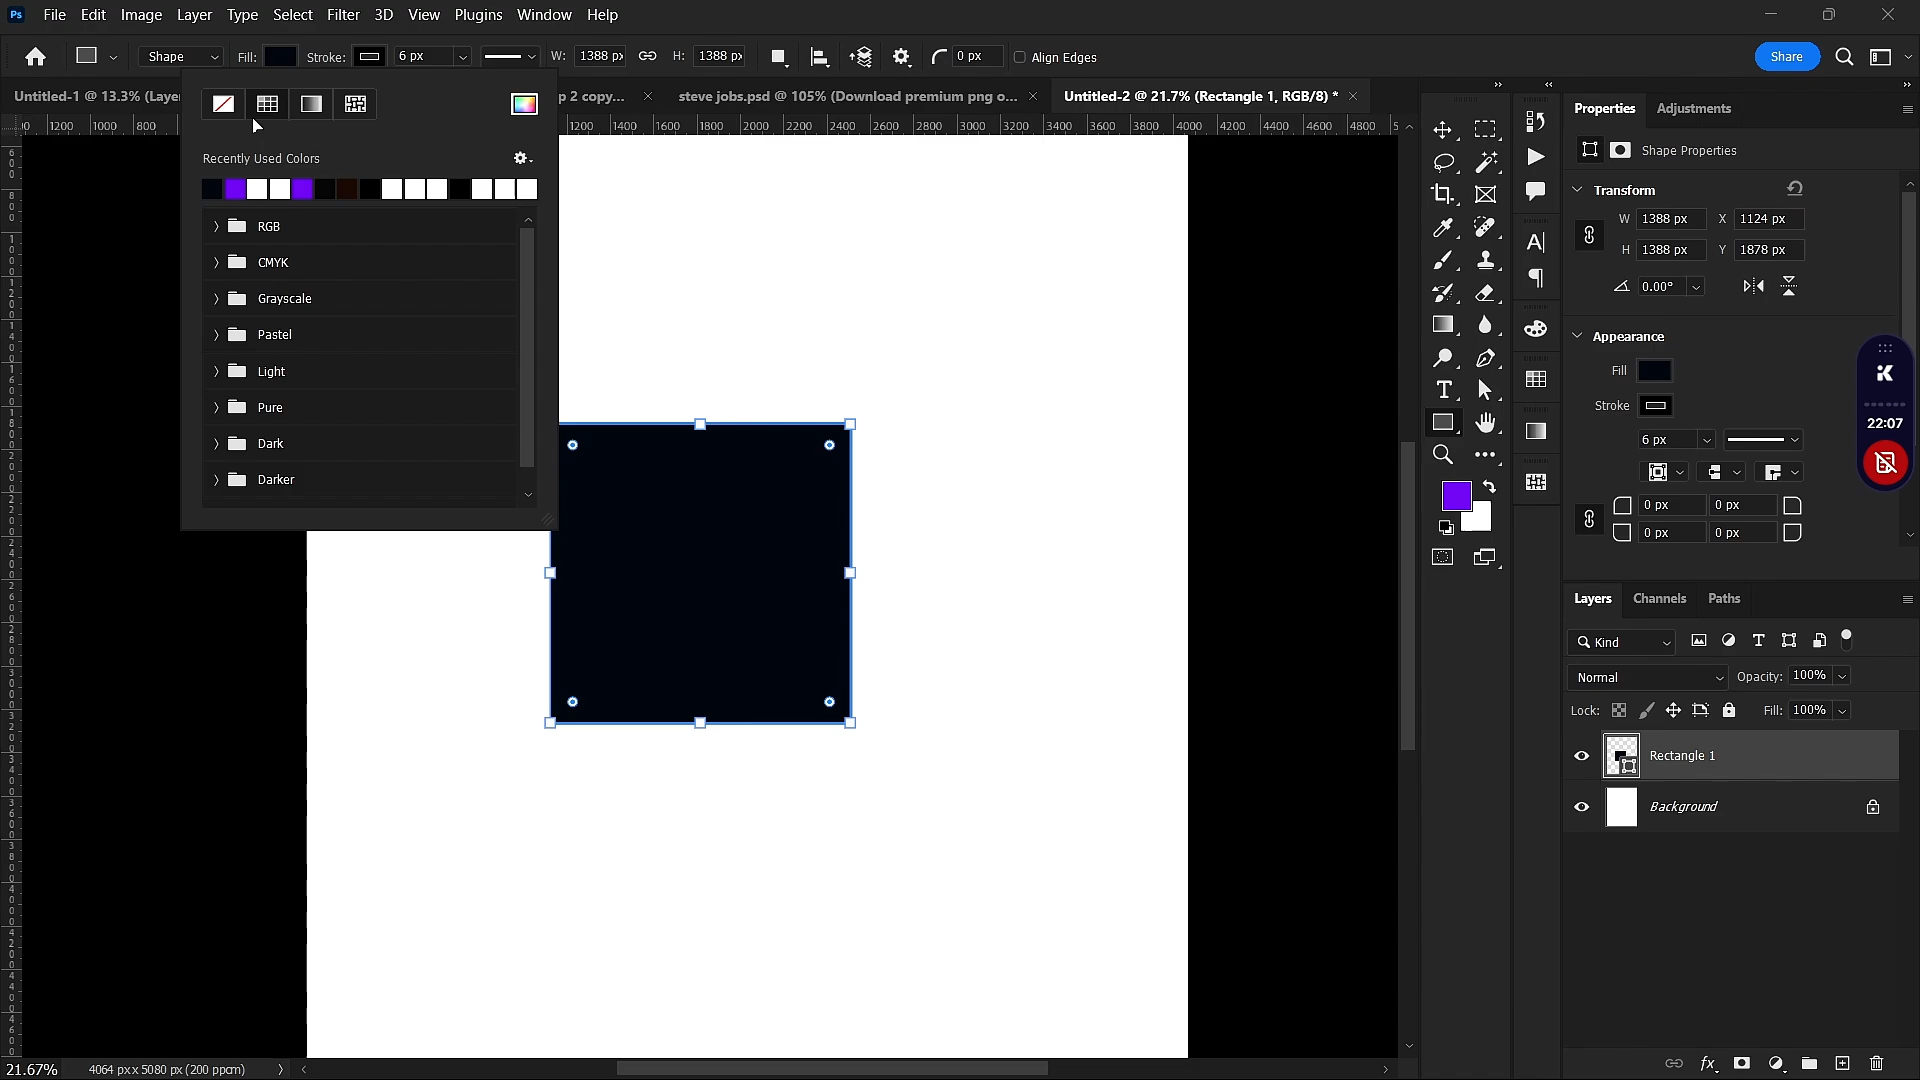 Ps File Edit Image Layer Type Select Filter 3D View Plugins Window Help
Shape Fill: Stroke: 6 px W: 1388 px H: 1388 px 0 px Align Edges Share
Untitled-1 @ 13.3% (Layer p 2 copy... steve jobs.psd @ 105% (Download premium png o... Untitled-2 @ 21.7% (Rectangle 1, RGB/8) *
1200 1000 800 1200 1400 1600 1800 2000 2200 2400 2600 2800 3000 3200 3400 3600 3800 4000 4200 4400 4600 4800
Recently Used Colors
RGB
CMYK
Grayscale
Pastel
Light
Pure
Dark
Darker
Properties Adjustments
Shape Properties
Transform
W 1388 px X 1124 px
H 1388 px Y 1878 px
0.00°
Appearance
Fill
Stroke
6 px
0 px 0 px
0 px 0 px
22:07
Layers Channels Paths
Kind
Normal Opacity: 100%
Lock: Fill: 100%
Rectangle 1
Background
21.67% 4064 px x 5080 px (200 ppcm)